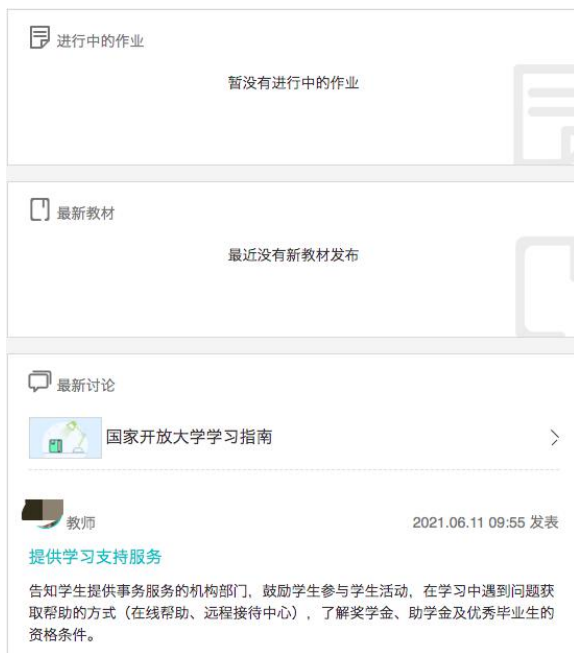 进行中的作业
暂没有进行中的作业
最新教材
最近没有新教材发布
最新讨论
国家开放大学学习指南
教师
2021.06.11 09:55 发表
提供学习支持服务
告知学生提供事务服务的机构部门，鼓励学生参与学生活动，在学习中遇到问题获
取帮助的方式（在线帮助、远程接待中心），了解奖学金、助学金及优秀毕业生的
资格条件。